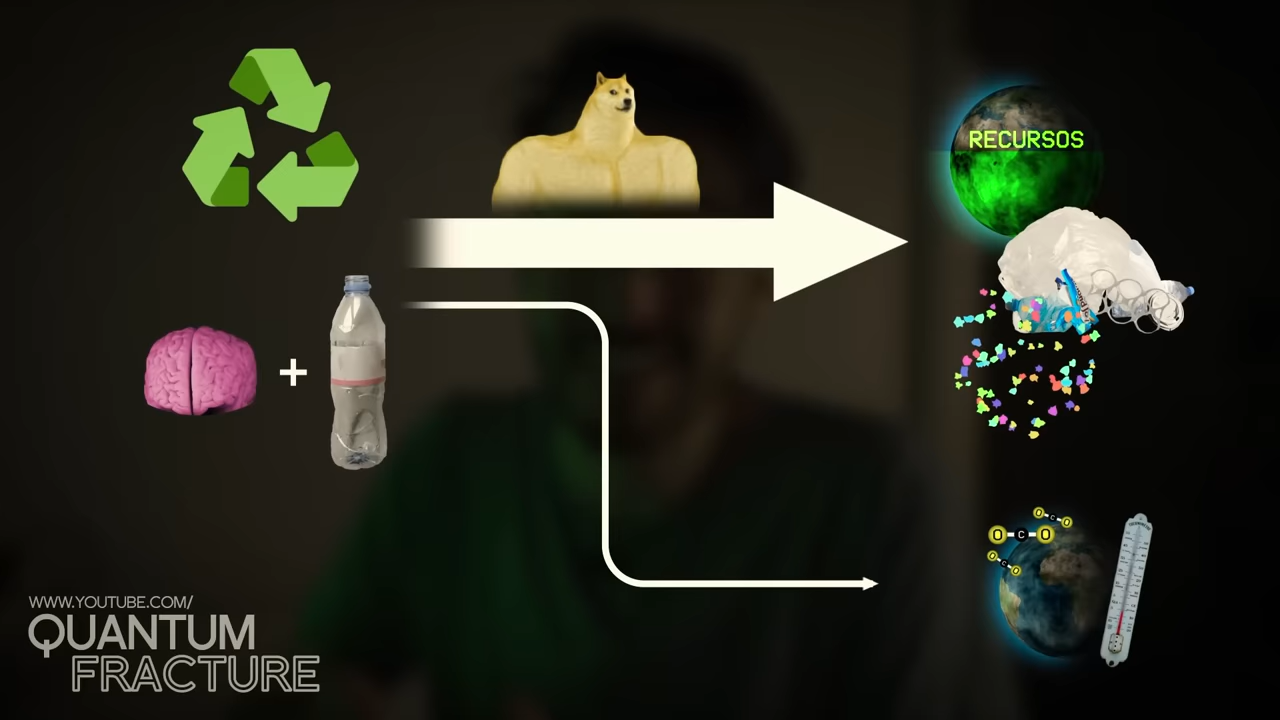 RECURSOS
O C O
O C O
O C O
WWW.YOUTUBE.COM/
QUANTUM
FRACTURE